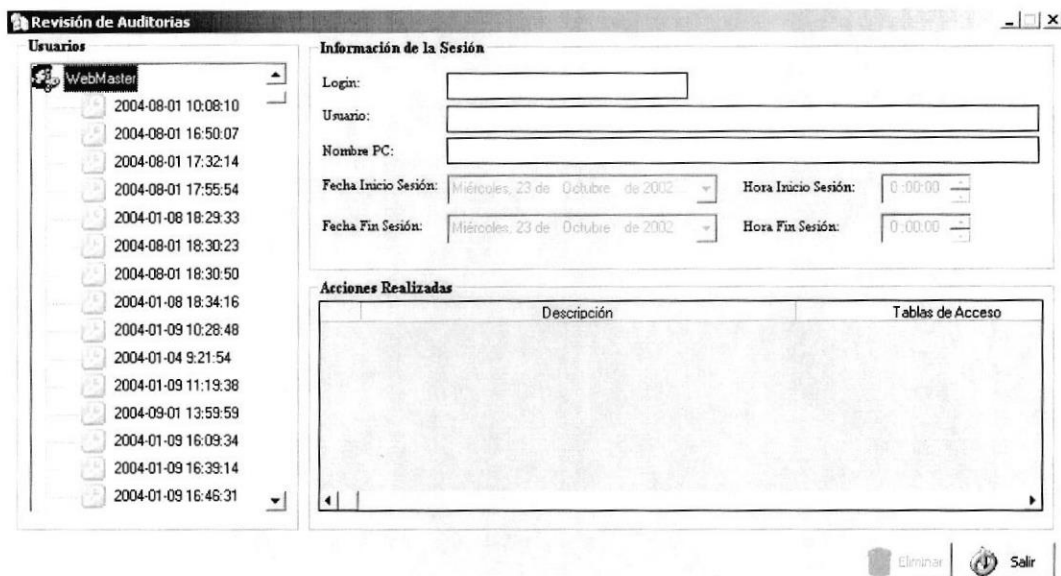 Revisión de Auditorias
Usuarios
WebMaster
2004-08-01 10:08:10
2004-08-01 16:50:07
2004-08-01 17:32:14
2004-08-01 17:55:54
2004-01-08 18:29:33
2004-08-01 18:30:23
2004-08-01 18:30:50
2004-01-08 18:34:16
2004-01-09 10:28:48
2004-01-04 9:21:54
2004-01-09 11:19:38
2004-09-01 13:59:59
2004-01-09 16:09:34
2004-01-09 16:39:14
2004-01-09 16:46:31
Información de la Sesión
Login:
Usuario:
Nombre PC:
Fecha Inicio Sesión: Miércoles, 23 de Octubre de 2002 Hora Inicio Sesión: 0:00:00
Fecha Fin Sesión: Miércoles, 23 de Octubre de 2002 Hora Fin Sesión: 0:00:00
Acciones Realizadas
Descripción Tablas de Acceso
Eliminar Salir